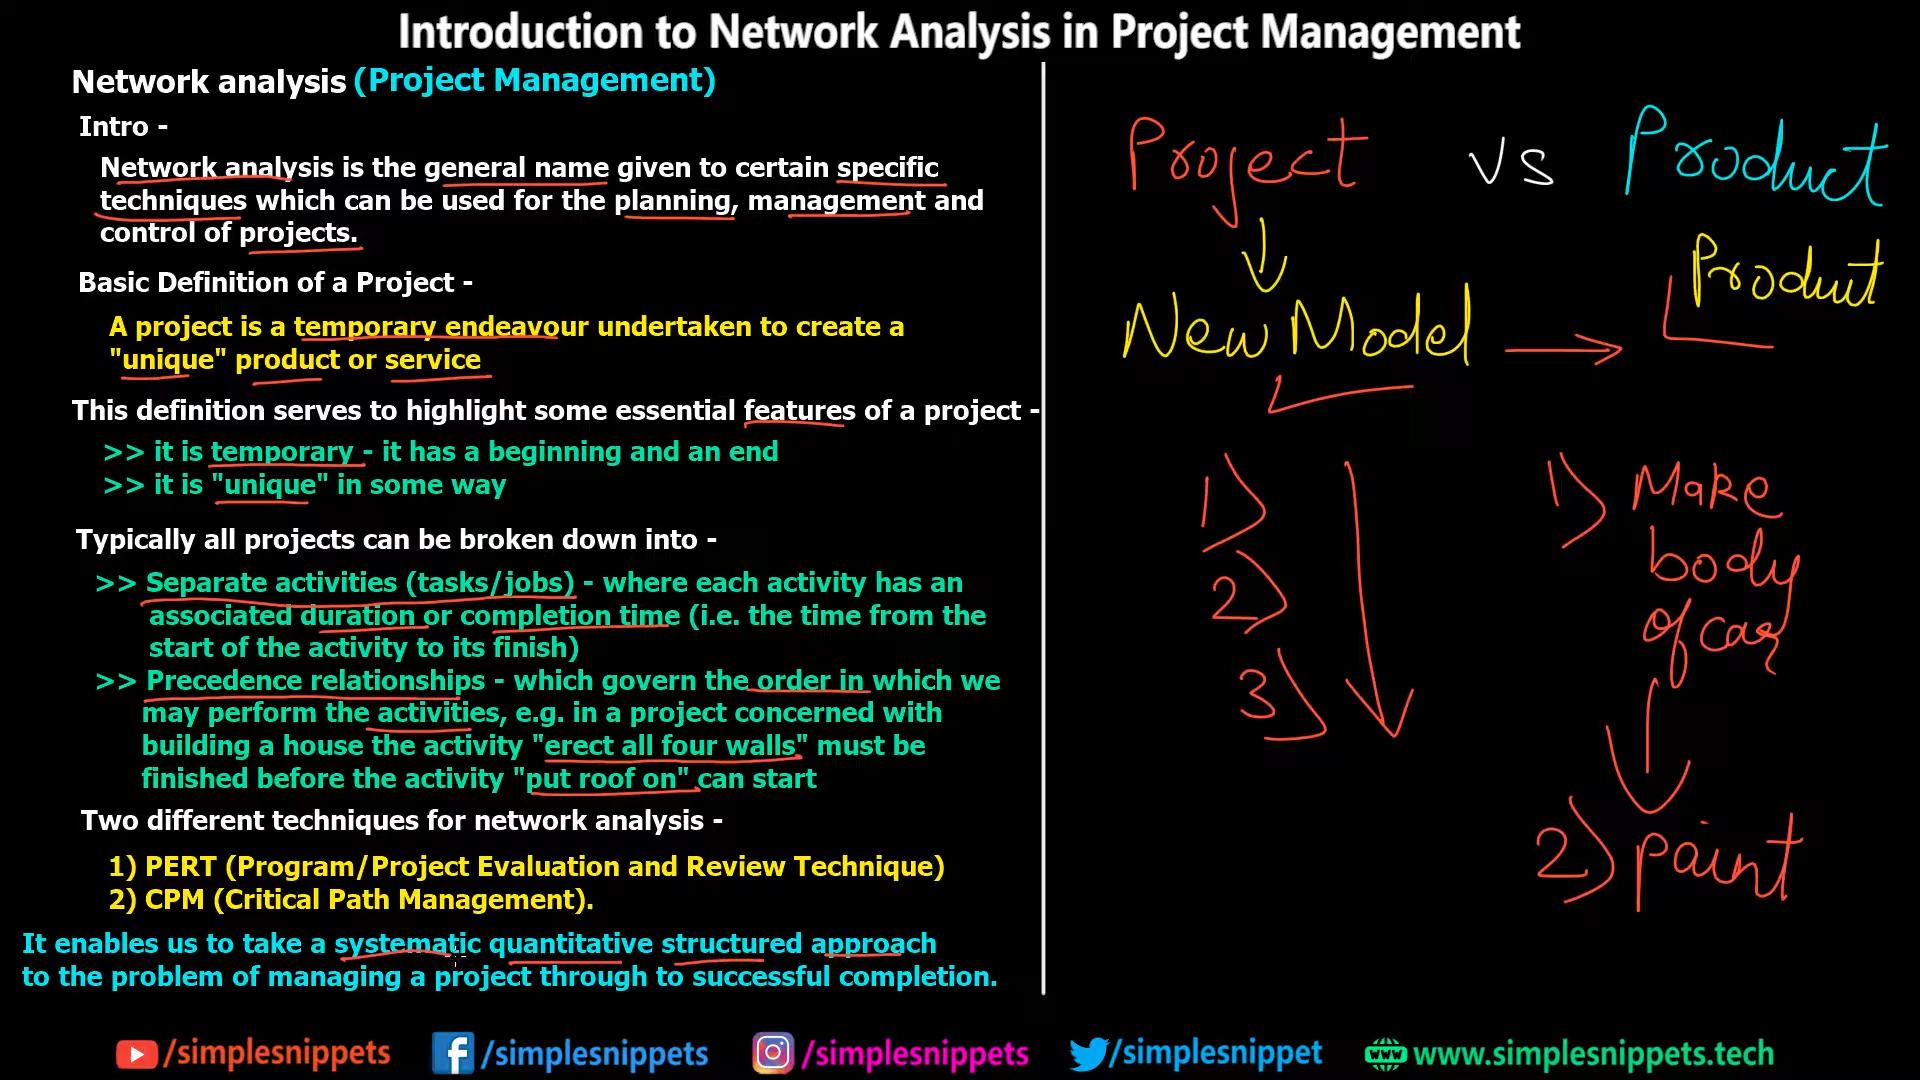 Introduction to Network Analysis in Project Management
Network analysis (Project Management)
Intro -
Network analysis is the general name given to certain specific
techniques which can be used for the planning, management and
control of projects.
Basic Definition of a Project -
A project is a temporary endeavour undertaken to create a
"unique" product or service
This definition serves to highlight some essential features of a project -
>> it is temporary - it has a beginning and an end
>> it is "unique" in some way
Typically all projects can be broken down into -
>> Separate activities (tasks/jobs) - where each activity has an
associated duration or completion time (i.e. the time from the
start of the activity to its finish)
>> Precedence relationships - which govern the order in which we
may perform the activities, e.g. in a project concerned with
building a house the activity "erect all four walls" must be
finished before the activity "put roof on" can start
Two different techniques for network analysis -
1) PERT (Program/Project Evaluation and Review Technique)
2) CPM (Critical Path Management).
It enables us to take a systematic quantitative structured approach
to the problem of managing a project through to successful completion.
Project vs Product
Product
New Model
1)
2)
3)
1) Make
body
of car
2) paint
/simplesnippets /simplesnippets /simplesnippets /simplesnippet www.simplesnippets.tech